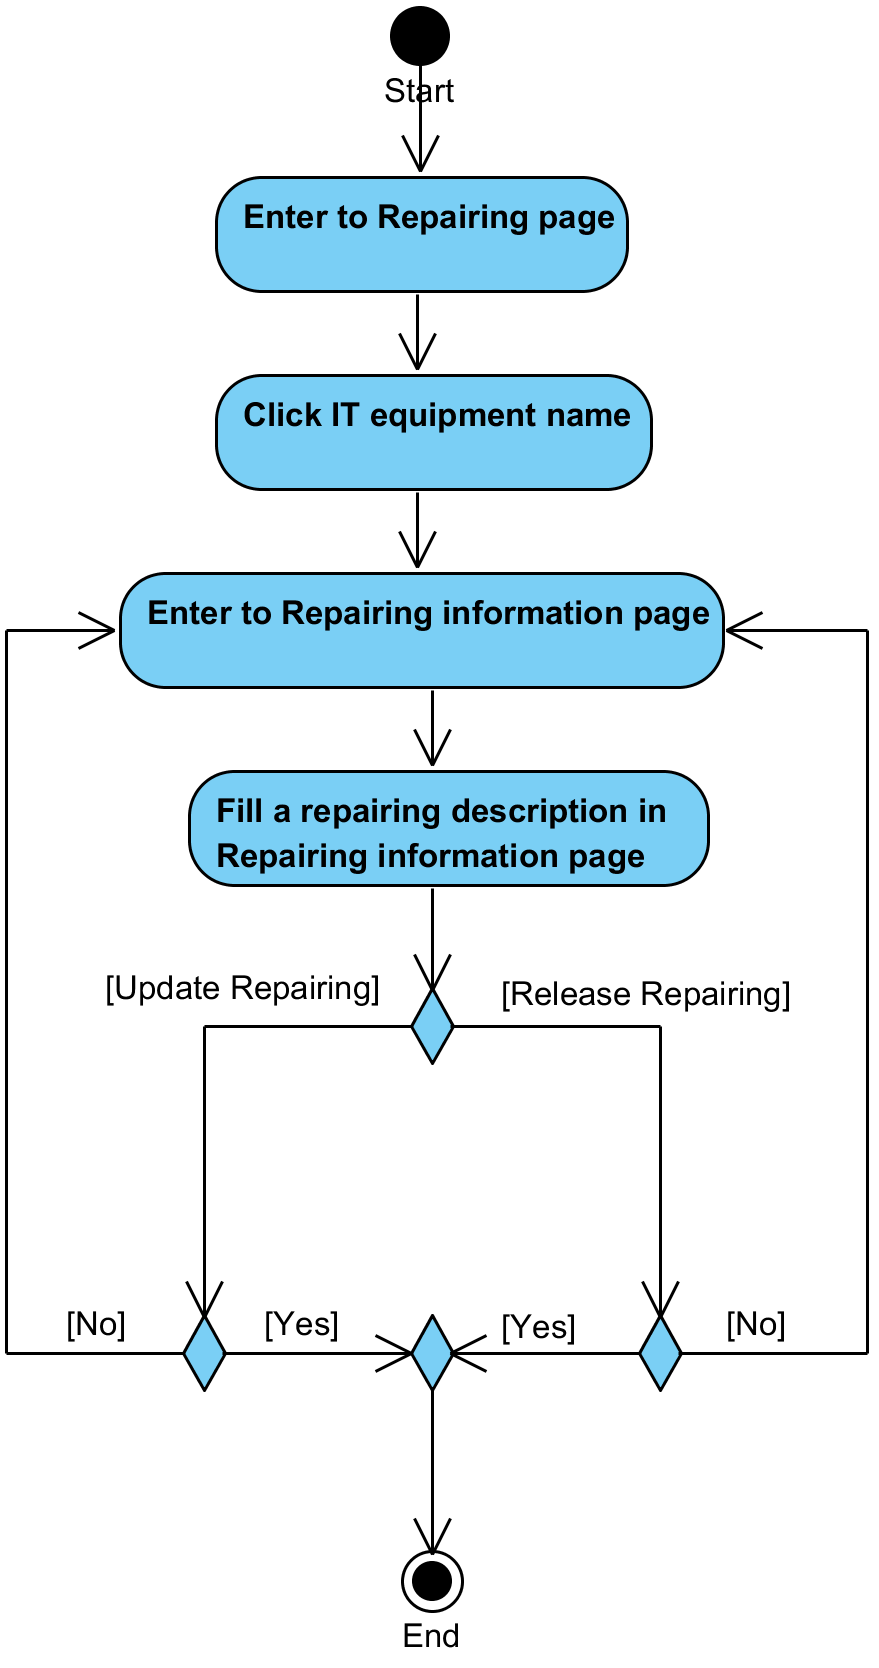 Start
Enter to Repairing page
Click IT equipment name
Enter to Repairing information page
Fill a repairing description in
Repairing information page
[Update Repairing]
[Release Repairing]
[No]
[Yes]
[Yes]
[No]
End